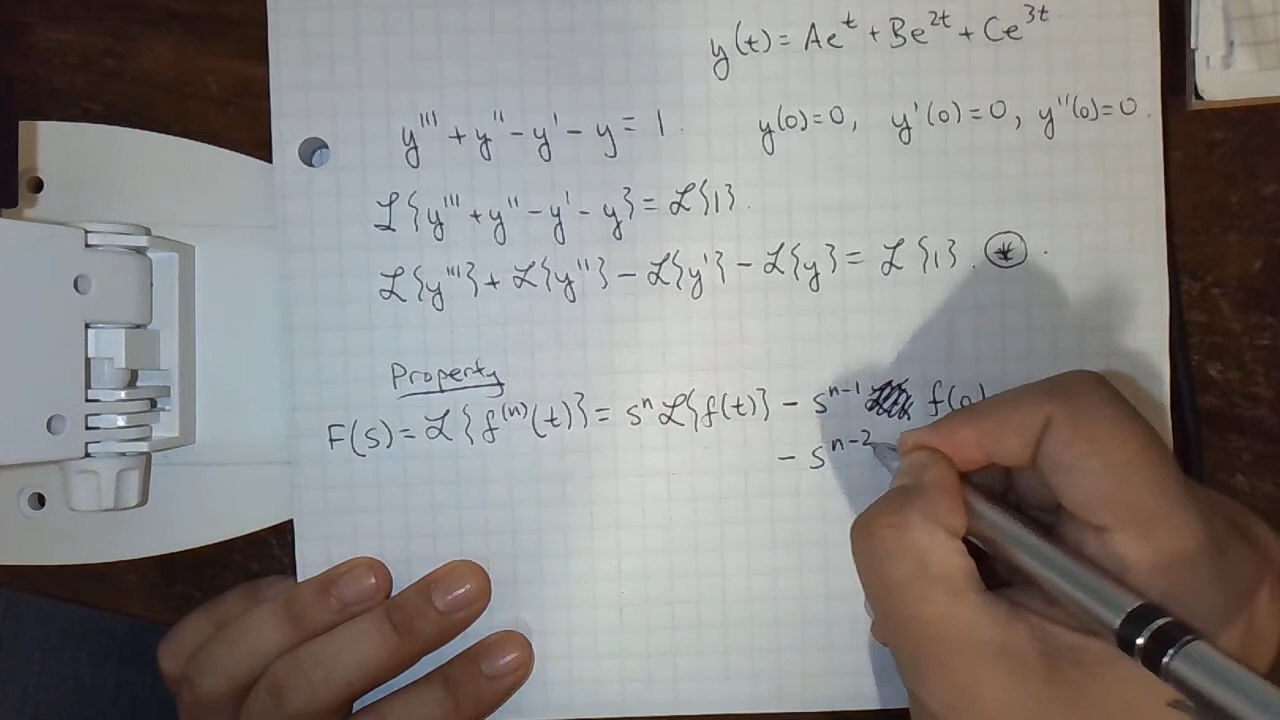 y(t) = Ae^t + Be^{2t} + Ce^{3t}
y''' + y'' - y' - y = 1. y(0)=0, y'(0)=0, y''(0)=0.
ℒ{y''' + y'' - y' - y} = ℒ{1}.
ℒ{y'''} + ℒ{y''} - ℒ{y'} - ℒ{y} = ℒ{1}. ⊛.
Property
F(s) = ℒ{f^{(n)}(t)} = s^n ℒ{f(t)} - s^{n-1} f(0)
- s^{n-2}